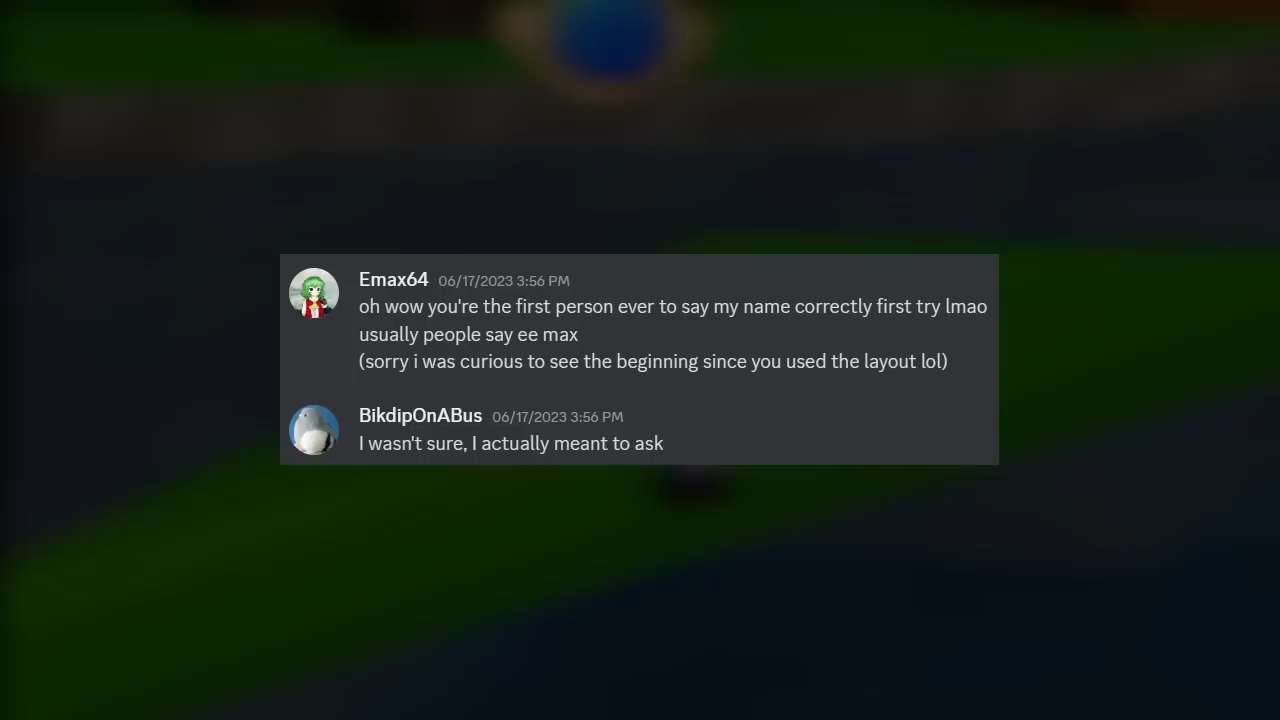 Emax64 06/17/2023 3:56 PM
oh wow you're the first person ever to say my name correctly first try lmao
usually people say ee max
(sorry i was curious to see the beginning since you used the layout lol)
BikdipOnABus 06/17/2023 3:56 PM
I wasn't sure, I actually meant to ask